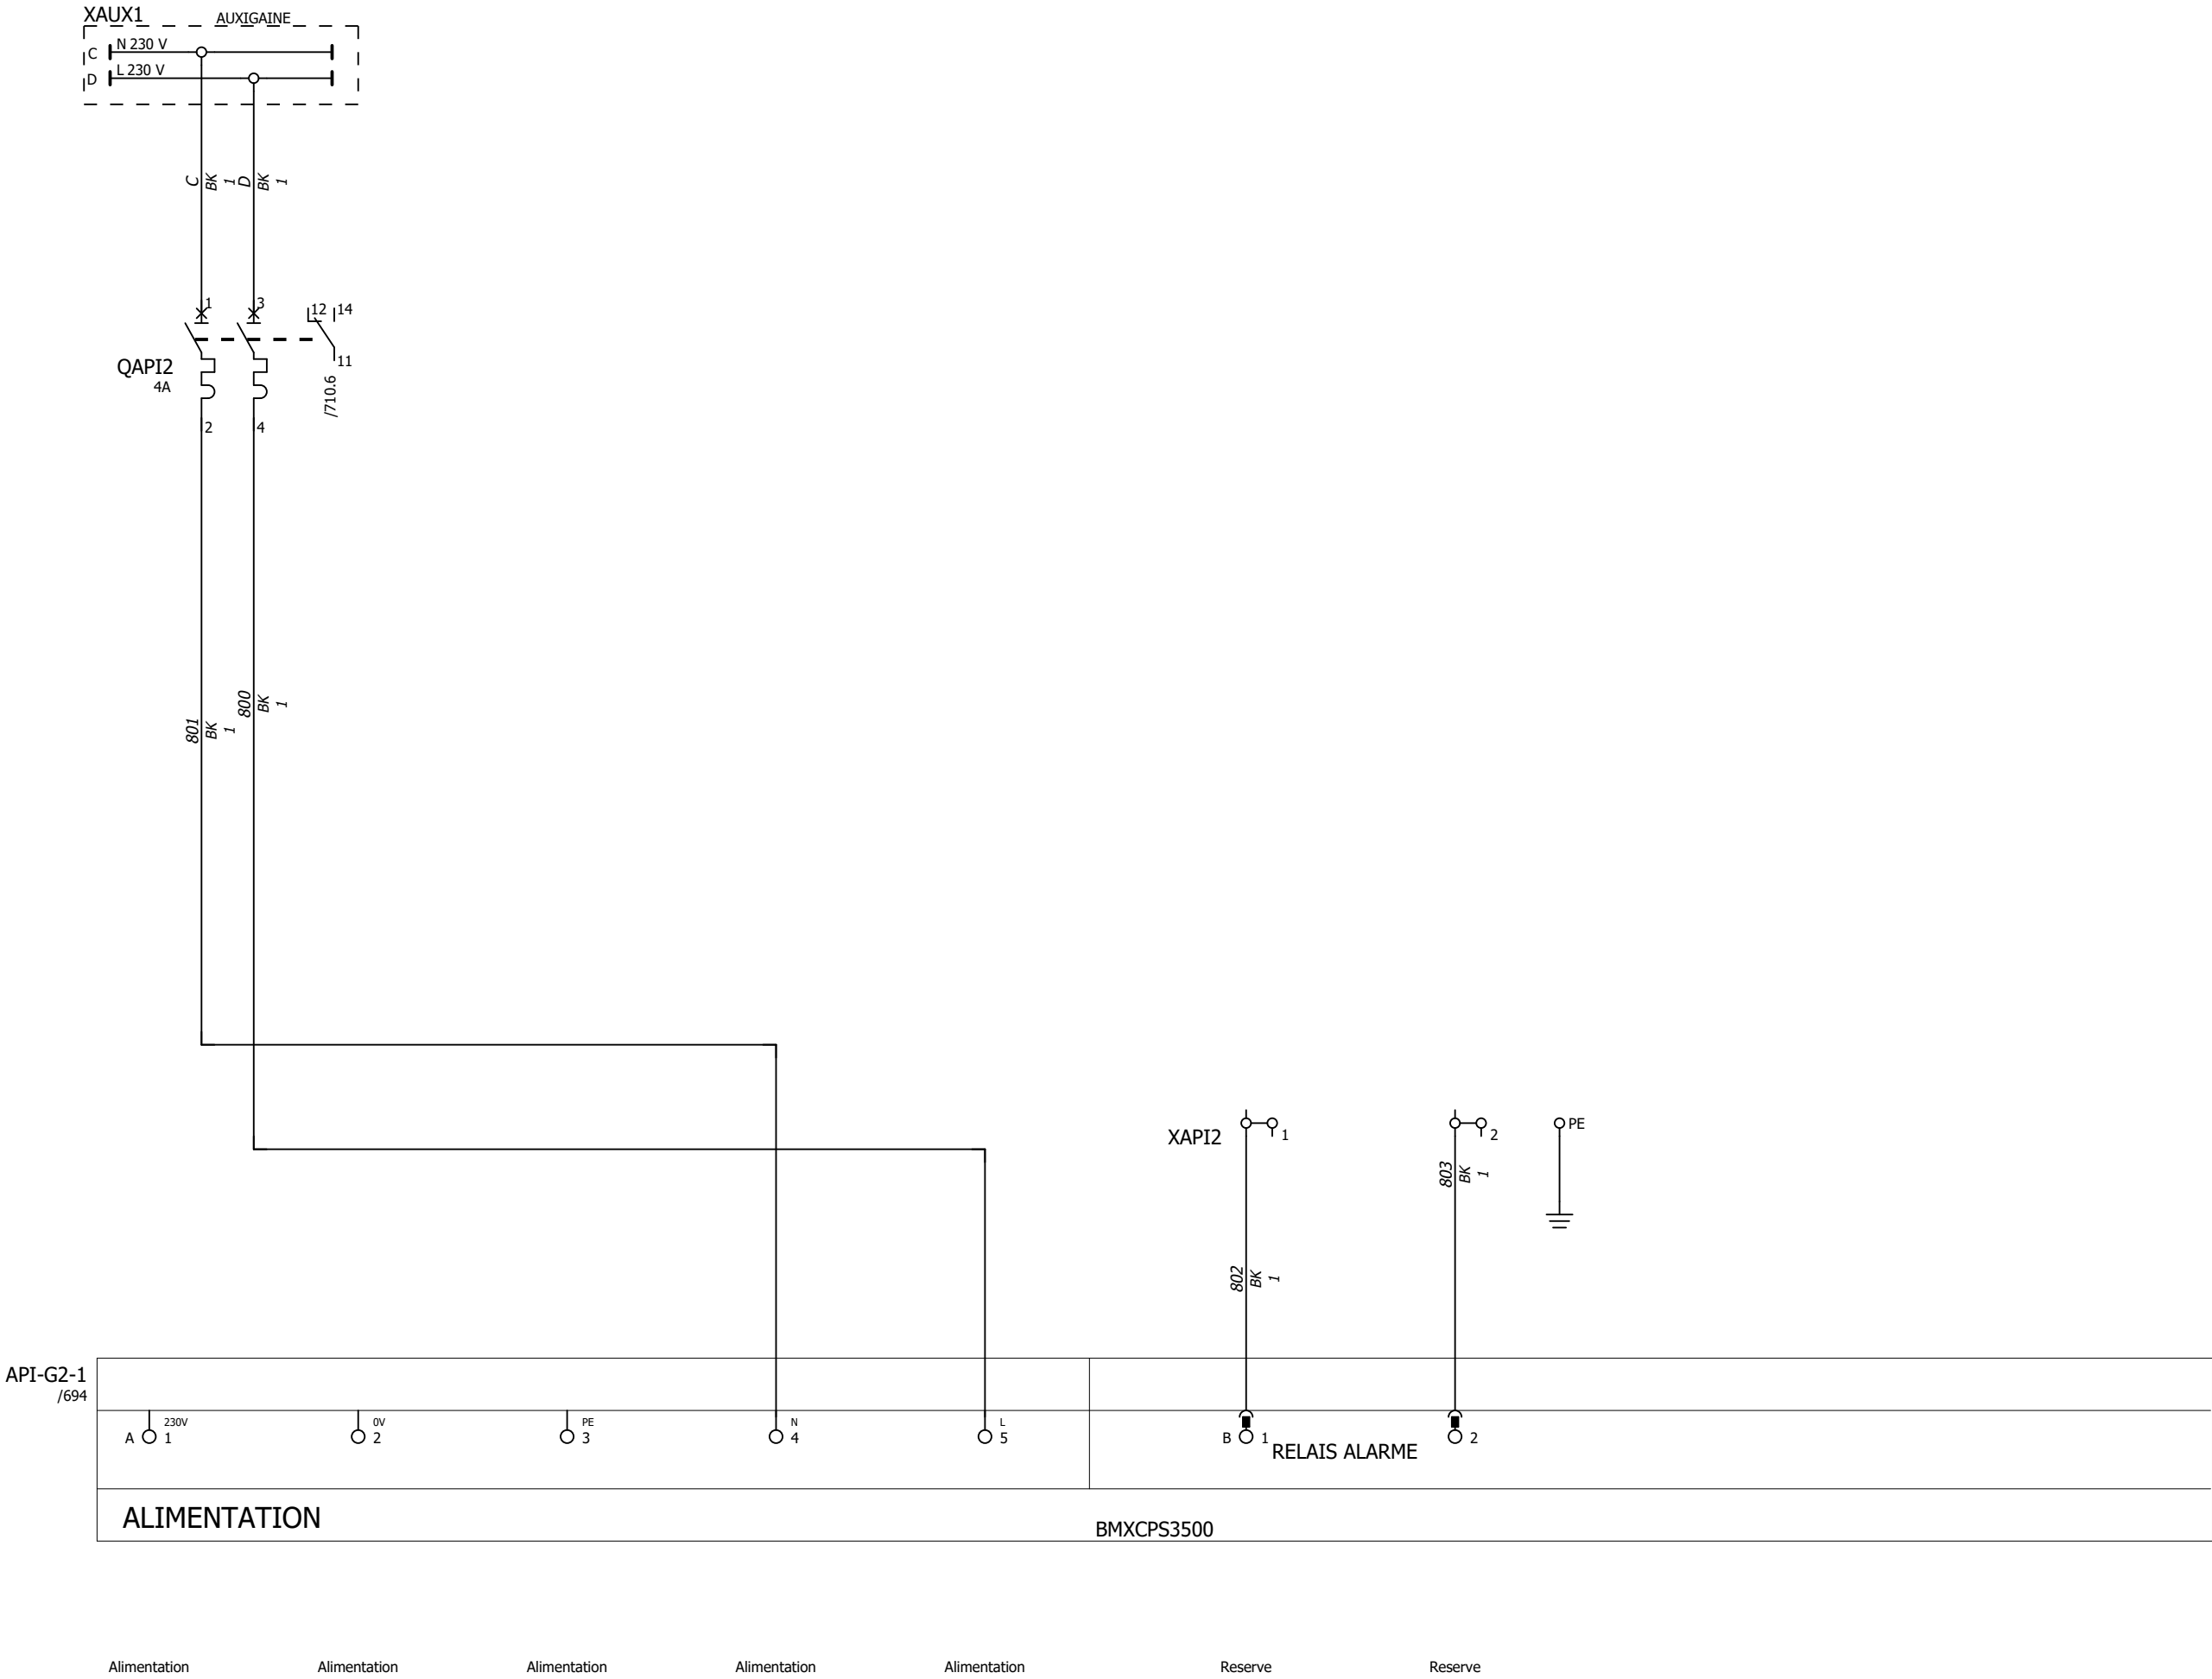 XAUX1
AUXIGAINE
C N 230 V
D L 230 V
C
BK
1
D
BK
1
1
3
12
14
11
QAPI2
4A
/710.6
2
4
801
BK
1
800
BK
1
XAPI2
1
2
PE
803
BK
1
802
BK
1
API-G2-1
/694
A 1 230V
2 0V
3 PE
4 N
5 L
B 1
RELAIS ALARME
2
ALIMENTATION
BMXCPS3500
Alimentation Alimentation Alimentation Alimentation Alimentation Reserve Reserve